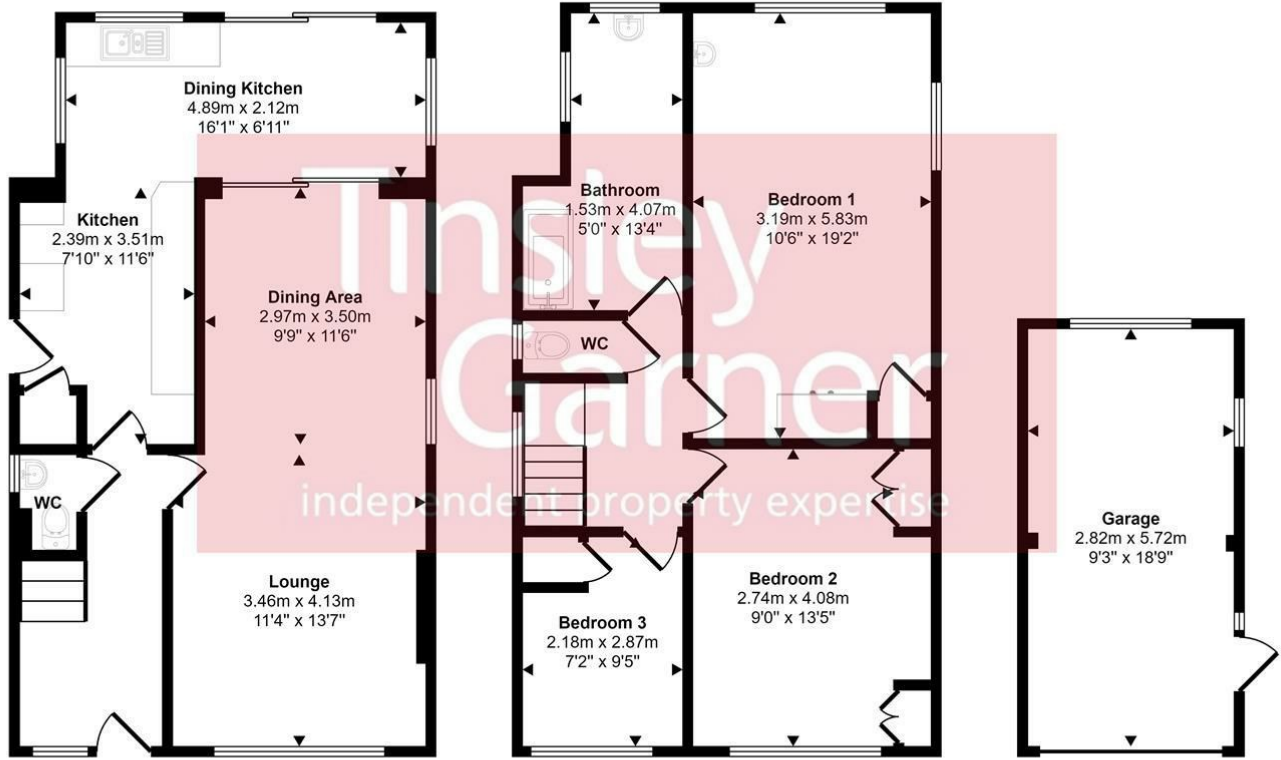 Dining Kitchen
4.89m x 2.12m
16'1" x 6'11"
Kitchen
2.39m x 3.51m
7'10" x 11'6"
Dining Area
2.97m x 3.50m
9'9" x 11'6"
WC
Lounge
3.46m x 4.13m
11'4" x 13'7"
Bathroom
1.53m x 4.07m
5'0" x 13'4"
Bedroom 1
3.19m x 5.83m
10'6" x 19'2"
WC
Bedroom 3
2.18m x 2.87m
7'2" x 9'5"
Bedroom 2
2.74m x 4.08m
9'0" x 13'5"
Garage
2.82m x 5.72m
9'3" x 18'9"
Tinsley
Garner
independent property expertise